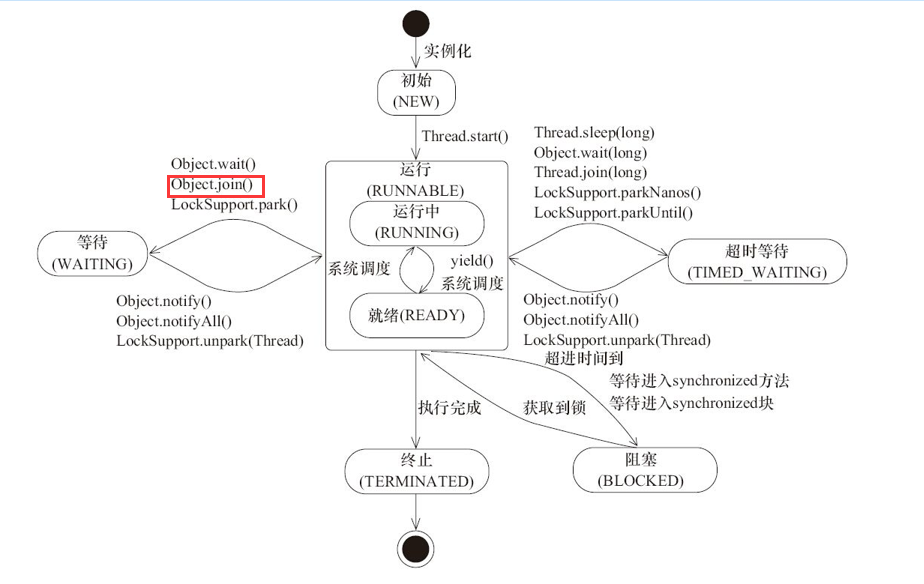 实例化
初始
(NEW)
Thread.start()
Object.wait()
Object.join()
LockSupport.park()
等待
(WAITING)
Object.notify()
Object.notifyAll()
LockSupport.unpark(Thread)
运行
(RUNNABLE)
运行中
(RUNNING)
系统调度
yield()
系统调度
就绪(READY)
Thread.sleep(long)
Object.wait(long)
Thread.join(long)
LockSupport.parkNanos()
LockSupport.parkUntil()
超时等待
(TIMED_WAITING)
Object.notify()
Object.notifyAll()
LockSupport.unpark(Thread)
超进时间到
等待进入synchronized方法
等待进入synchronized块
获取到锁
阻塞
(BLOCKED)
执行完成
终止
(TERMINATED)